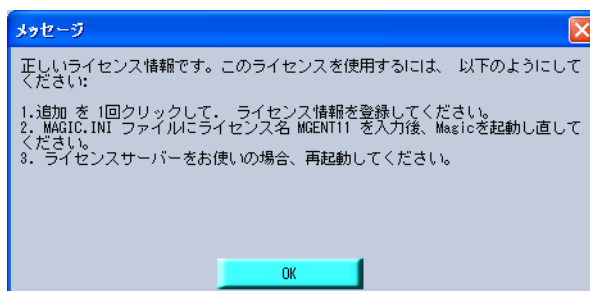 メッセージ
正しいライセンス情報です。このライセンスを使用するには、 以下のようにして
ください:
1.追加 を 1回クリックして. ライセンス情報を登録してください。
2. MAGIC.INI ファイルにライセンス名 MGENT11 を入力後、Magicを起動し直して
ください。
3. ライセンスサーバーをお使いの場合、再起動してください。
OK